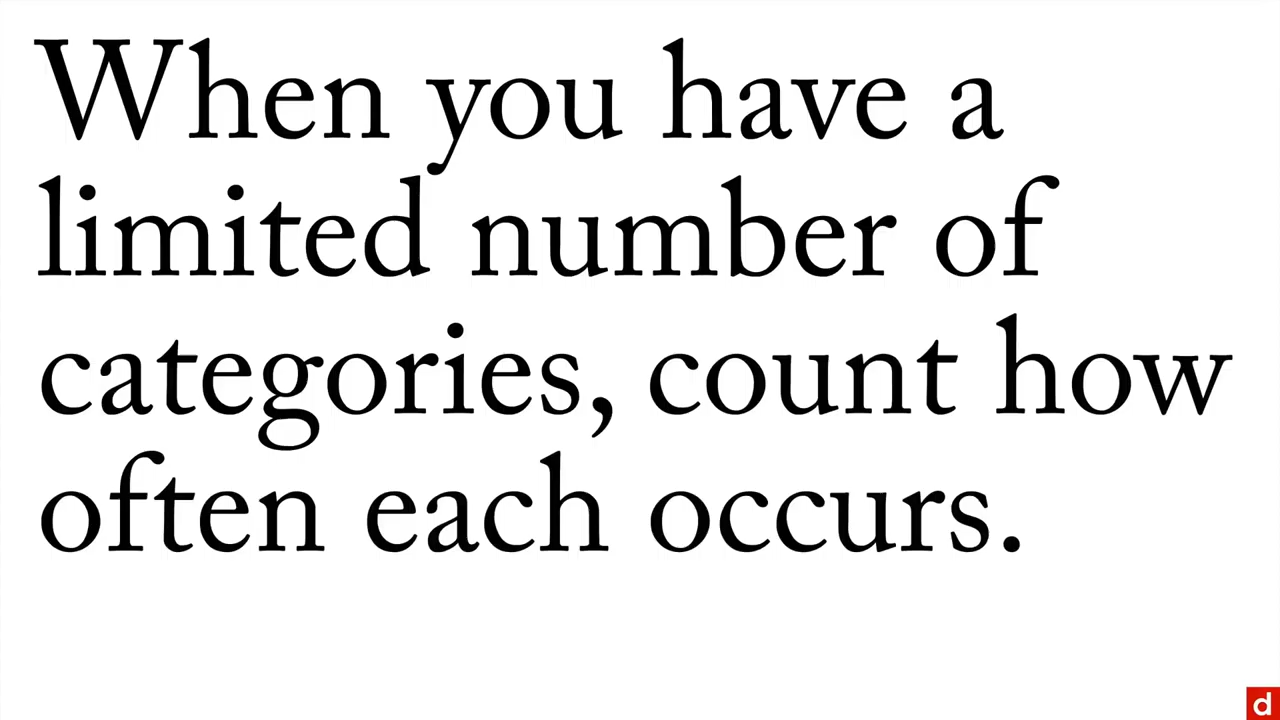 When you have a
limited number of
categories, count how
often each occurs.
d